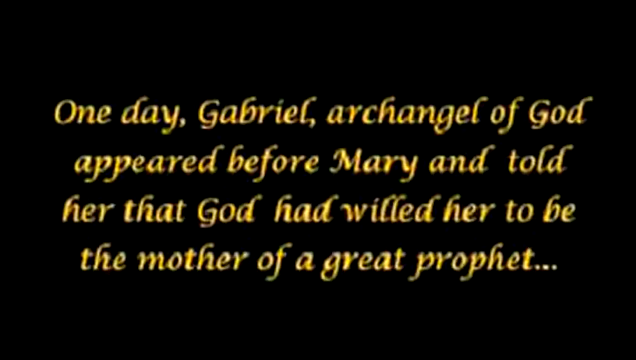 One day, Gabriel, archangel of God
appeared before Mary and told
her that God had willed her to be
the mother of a great prophet...